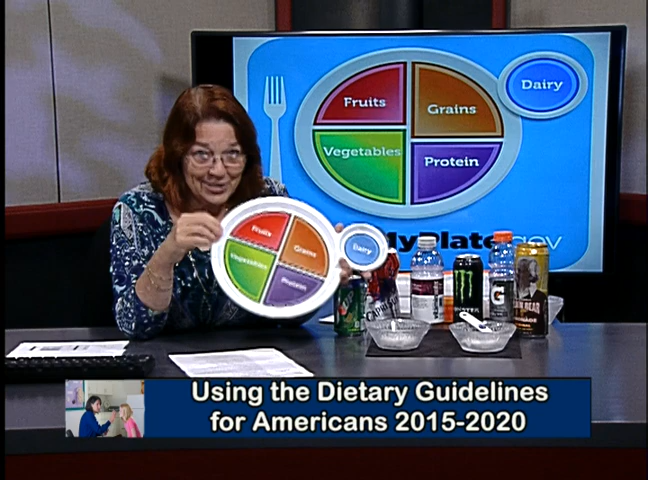 Fruits
Grains
Dairy
Vegetables
Protein
MyPlate.gov
Fruits
Grains
Dairy
Vegetables
Protein
G
Using the Dietary Guidelines
for Americans 2015-2020